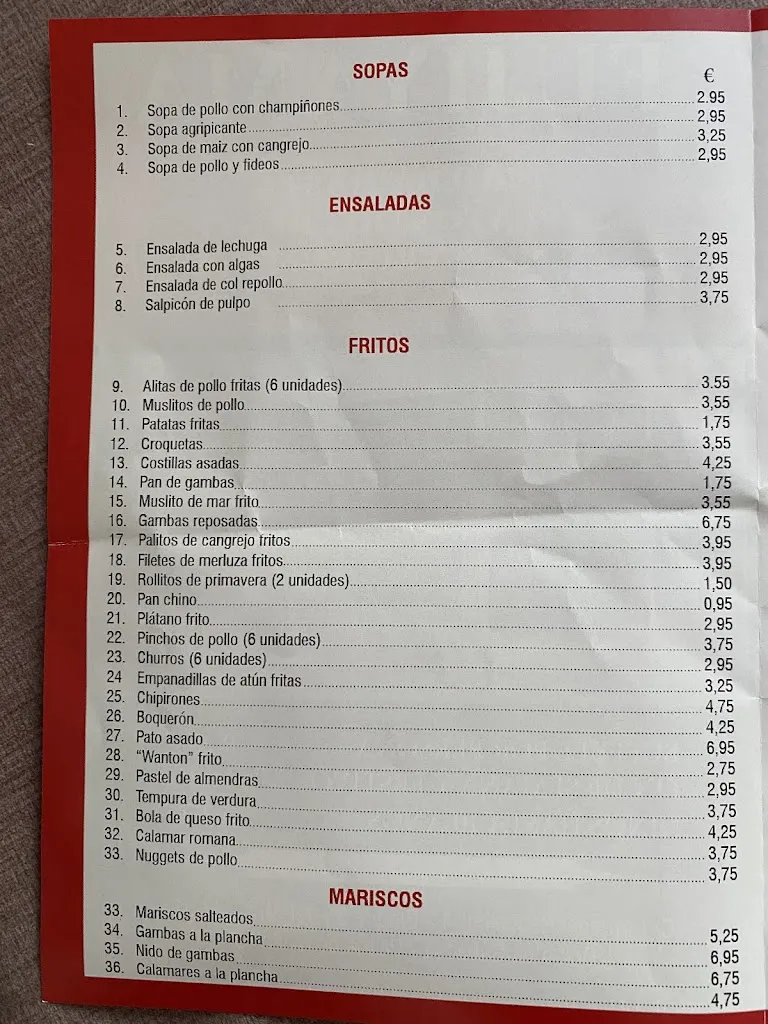 SOPAS
€
1. Sopa de pollo con champiñones 2.95
2. Sopa agripicante 2,95
3. Sopa de maiz con cangrejo 3,25
4. Sopa de pollo y fideos 2,95
ENSALADAS
5. Ensalada de lechuga 2,95
6. Ensalada con algas 2,95
7. Ensalada de col repollo 2,95
8. Salpicón de pulpo 3,75
FRITOS
9. Alitas de pollo fritas (6 unidades) 3.55
10. Muslitos de pollo 3,55
11. Patatas fritas 1,75
12. Croquetas 3,55
13. Costillas asadas 4,25
14. Pan de gambas 1,75
15. Muslito de mar frito 3,55
16. Gambas reposadas 6,75
17. Palitos de cangrejo fritos 3,95
18. Filetes de merluza fritos 3,95
19. Rollitos de primavera (2 unidades) 1,50
20. Pan chino 0,95
21. Plátano frito 2,95
22. Pinchos de pollo (6 unidades) 3,75
23. Churros (6 unidades) 2,95
24 Empanadillas de atún fritas 3,25
25. Chipirones 4,75
26. Boquerón 4,25
27. Pato asado 6,95
28. “Wanton” frito 2,75
29. Pastel de almendras 2,95
30. Tempura de verdura 3,75
31. Bola de queso frito 4,25
32. Calamar romana 3,75
33. Nuggets de pollo 3,75
MARISCOS
33. Mariscos salteados 5,25
34. Gambas a la plancha 6,95
35. Nido de gambas 6,75
36. Calamares a la plancha 4,75